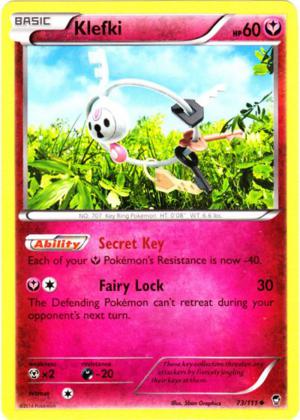 BASIC
Klefki HP60
NO. 707 Key Ring Pokémon HT: 0'08" WT: 6.6 lbs.
Ability Secret Key
Each of your Pokémon's Resistance is now -40.
Fairy Lock 30
The Defending Pokémon can't retreat during your
opponent's next turn.
weakness resistance
×2 -20
retreat
These key collectors threaten any
attackers by fiercely jingling
their keys at them.
©2014 Pokémon Illus. 5ban Graphics 73/111